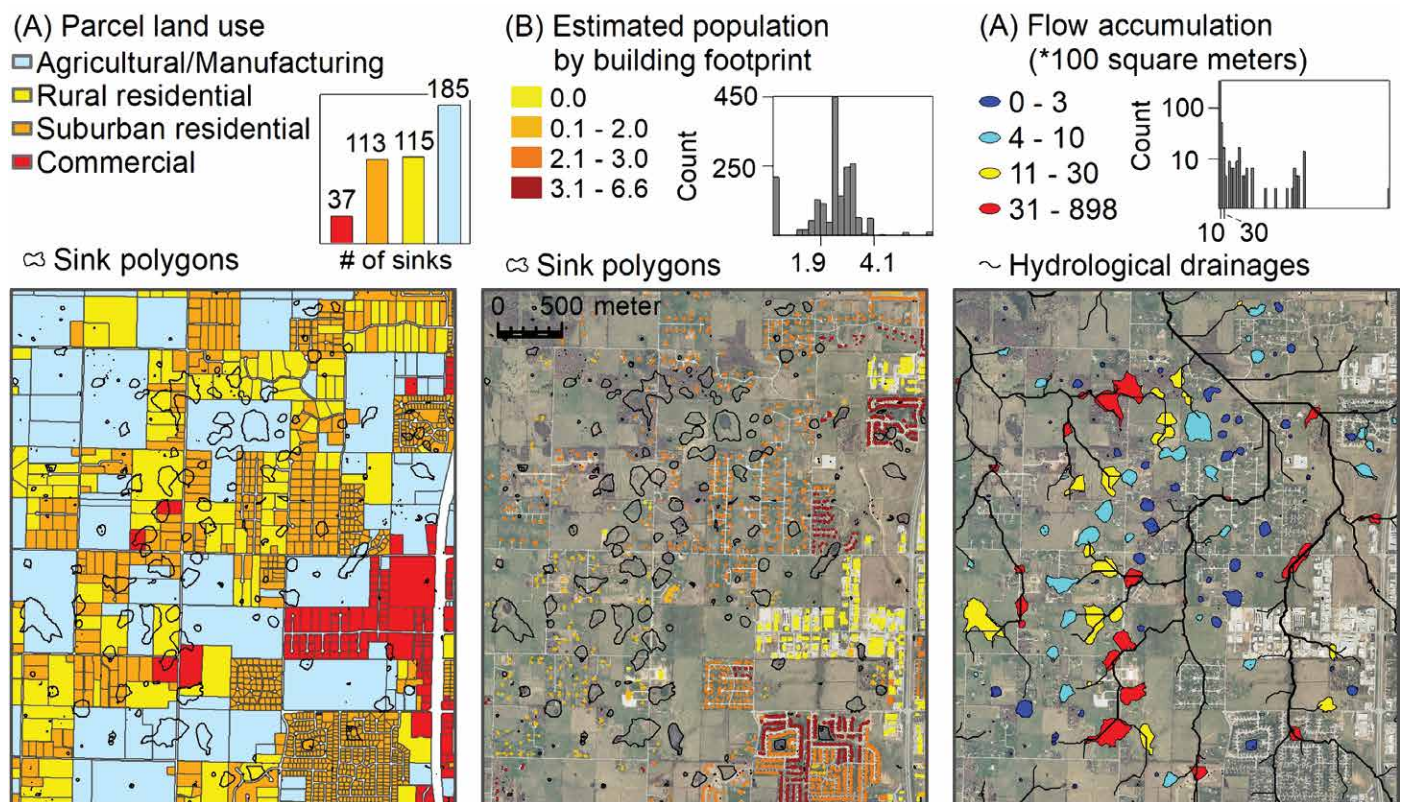 (A) Parcel land use
Agricultural/Manufacturing
Rural residential
Suburban residential
Commercial
37
113
115
185
# of sinks
Sink polygons
(B) Estimated population
by building footprint
0.0
0.1 - 2.0
2.1 - 3.0
3.1 - 6.6
Count
450
250
1.9
4.1
Sink polygons
0 500 meter
(A) Flow accumulation
(*100 square meters)
0 - 3
4 - 10
11 - 30
31 - 898
Count
100
10
10 30
Hydrological drainages